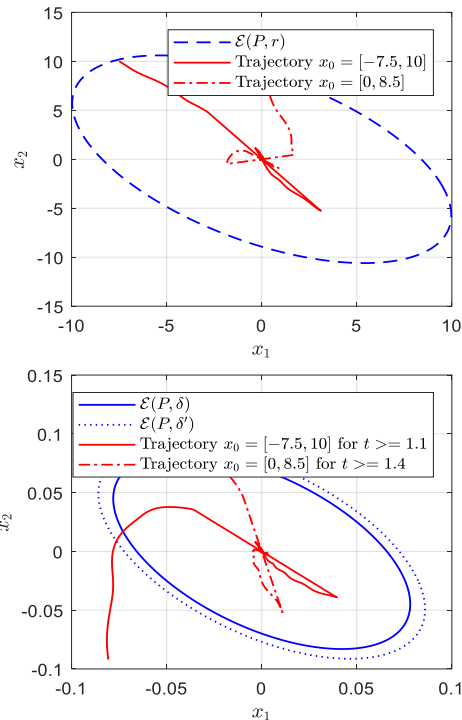 15
10
5
0
-5
-10
-15
-10
-5
0
5
10
x₂
x₁
ℰ(P, r)
Trajectory x₀ = [−7.5, 10]
Trajectory x₀ = [0, 8.5]
0.15
0.1
0.05
0
-0.05
-0.1
-0.1
-0.05
0
0.05
0.1
x₂
x₁
ℰ(P, δ)
ℰ(P, δ′)
Trajectory x₀ = [−7.5, 10] for t >= 1.1
Trajectory x₀ = [0, 8.5] for t >= 1.4